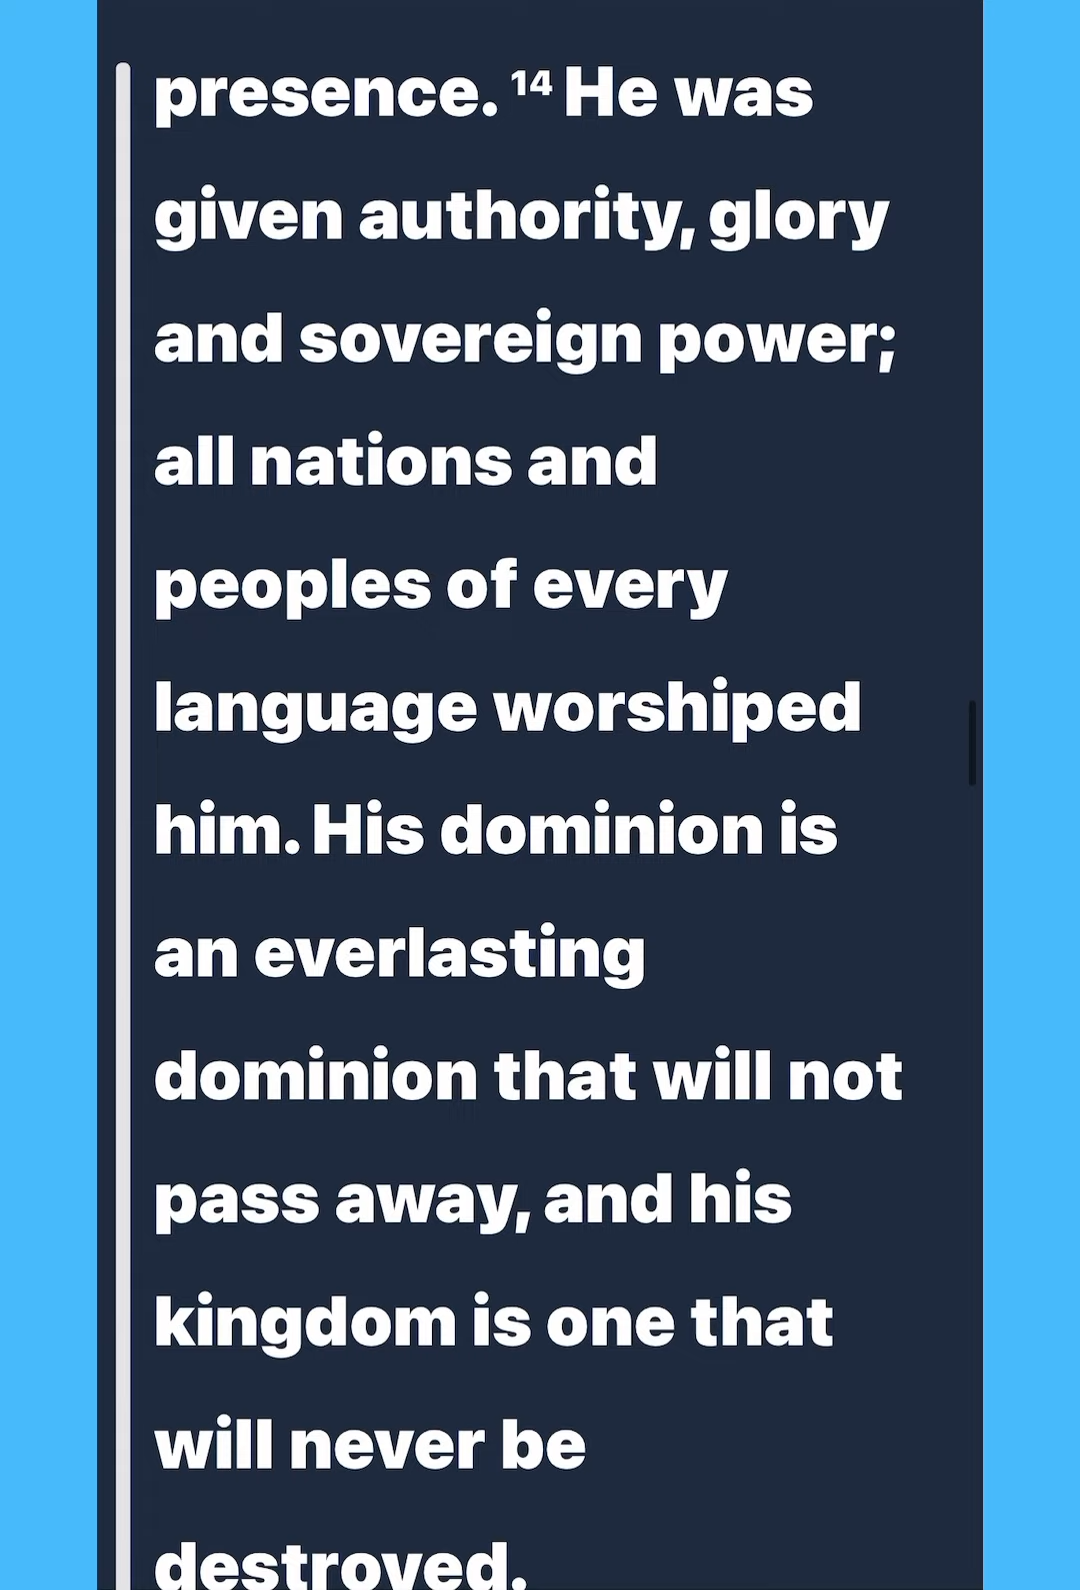 presence. 14 He was
given authority, glory
and sovereign power;
all nations and
peoples of every
language worshiped
him. His dominion is
an everlasting
dominion that will not
pass away, and his
kingdom is one that
will never be
destroyed.